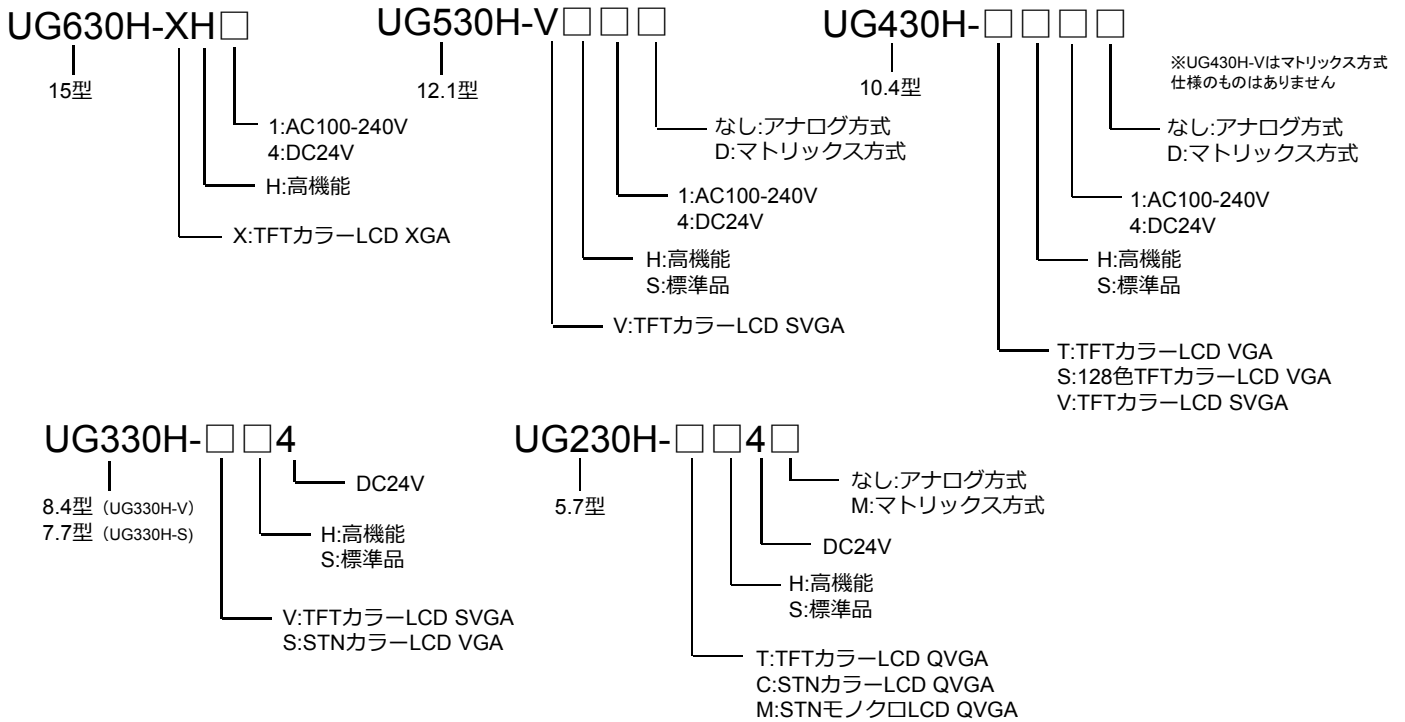 UG630H-XH□
15型
1:AC100-240V
4:DC24V
H:高機能
X:TFTカラーLCD XGA
UG530H-V□□□
12.1型
なし:アナログ方式
D:マトリックス方式
1:AC100-240V
4:DC24V
H:高機能
S:標準品
V:TFTカラーLCD SVGA
UG430H-□□□□
10.4型
※UG430H-Vはマトリックス方式
仕様のものはありません
なし:アナログ方式
D:マトリックス方式
1:AC100-240V
4:DC24V
H:高機能
S:標準品
T:TFTカラーLCD VGA
S:128色TFTカラーLCD VGA
V:TFTカラーLCD SVGA
UG330H-□□4
8.4型（UG330H-V）
7.7型（UG330H-S)
DC24V
H:高機能
S:標準品
V:TFTカラーLCD SVGA
S:STNカラーLCD VGA
UG230H-□□4□
5.7型
なし:アナログ方式
M:マトリックス方式
DC24V
H:高機能
S:標準品
T:TFTカラーLCD QVGA
C:STNカラーLCD QVGA
M:STNモノクロLCD QVGA